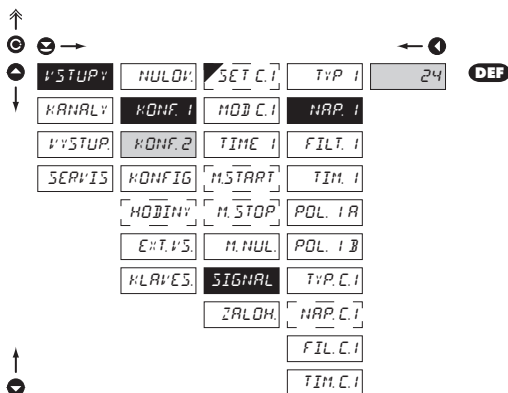 VSTUPY NULOV. SET C.1 TYP 1 24 DEF
KANALY KONF. 1 MOD C.1 NAP. 1
VYSTUP. KONF. 2 TIME 1 FILT. 1
SERVIS KONFIG M.START TIM. 1
HODINY M. STOP POL. 1A
EXT. VS. M. NUL. POL. 1B
KLAVES. SIGNAL TYP. C.1
ZALOH. NAP. C.1
FIL. C.1
TIM. C.1